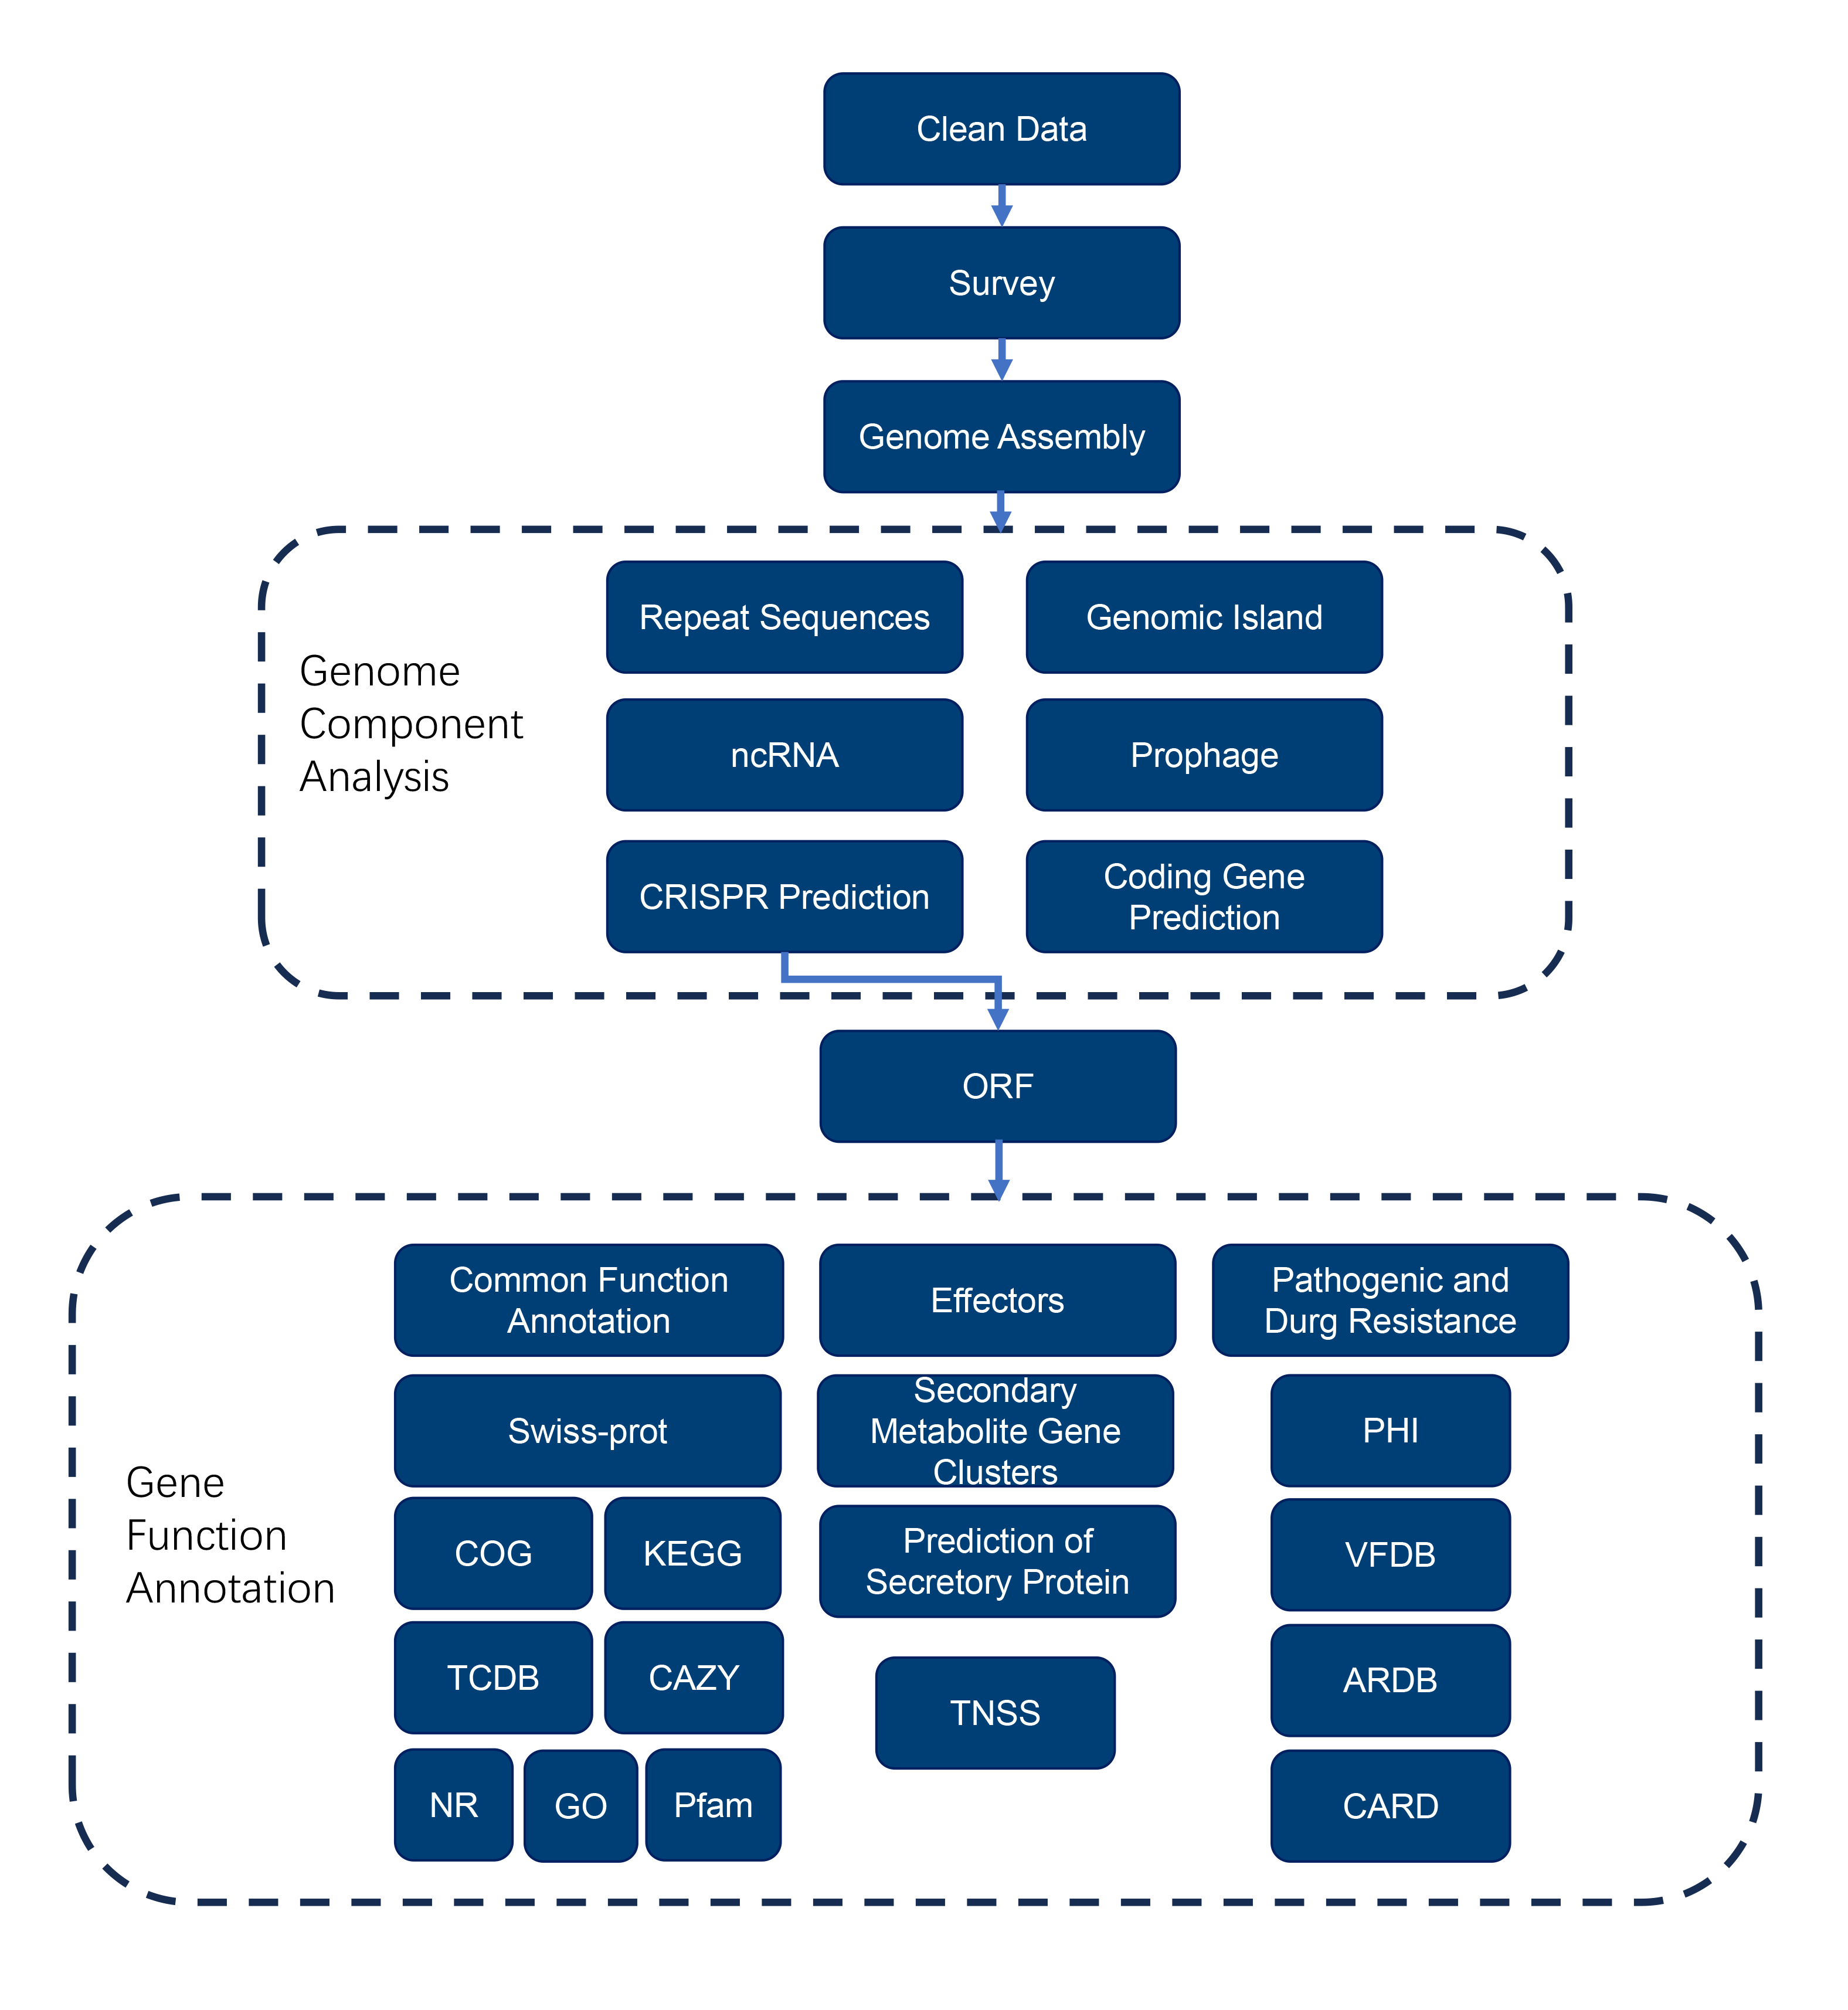 Clean Data
Survey
Genome Assembly
Genome
Component
Analysis
Repeat Sequences
Genomic Island
ncRNA
Prophage
CRISPR Prediction
Coding Gene
Prediction
ORF
Gene
Function
Annotation
Common Function
Annotation
Swiss-prot
COG
KEGG
TCDB
CAZY
NR
GO
Pfam
Effectors
Secondary
Metabolite Gene
Clusters
Prediction of
Secretory Protein
TNSS
Pathogenic and
Durg Resistance
PHI
VFDB
ARDB
CARD